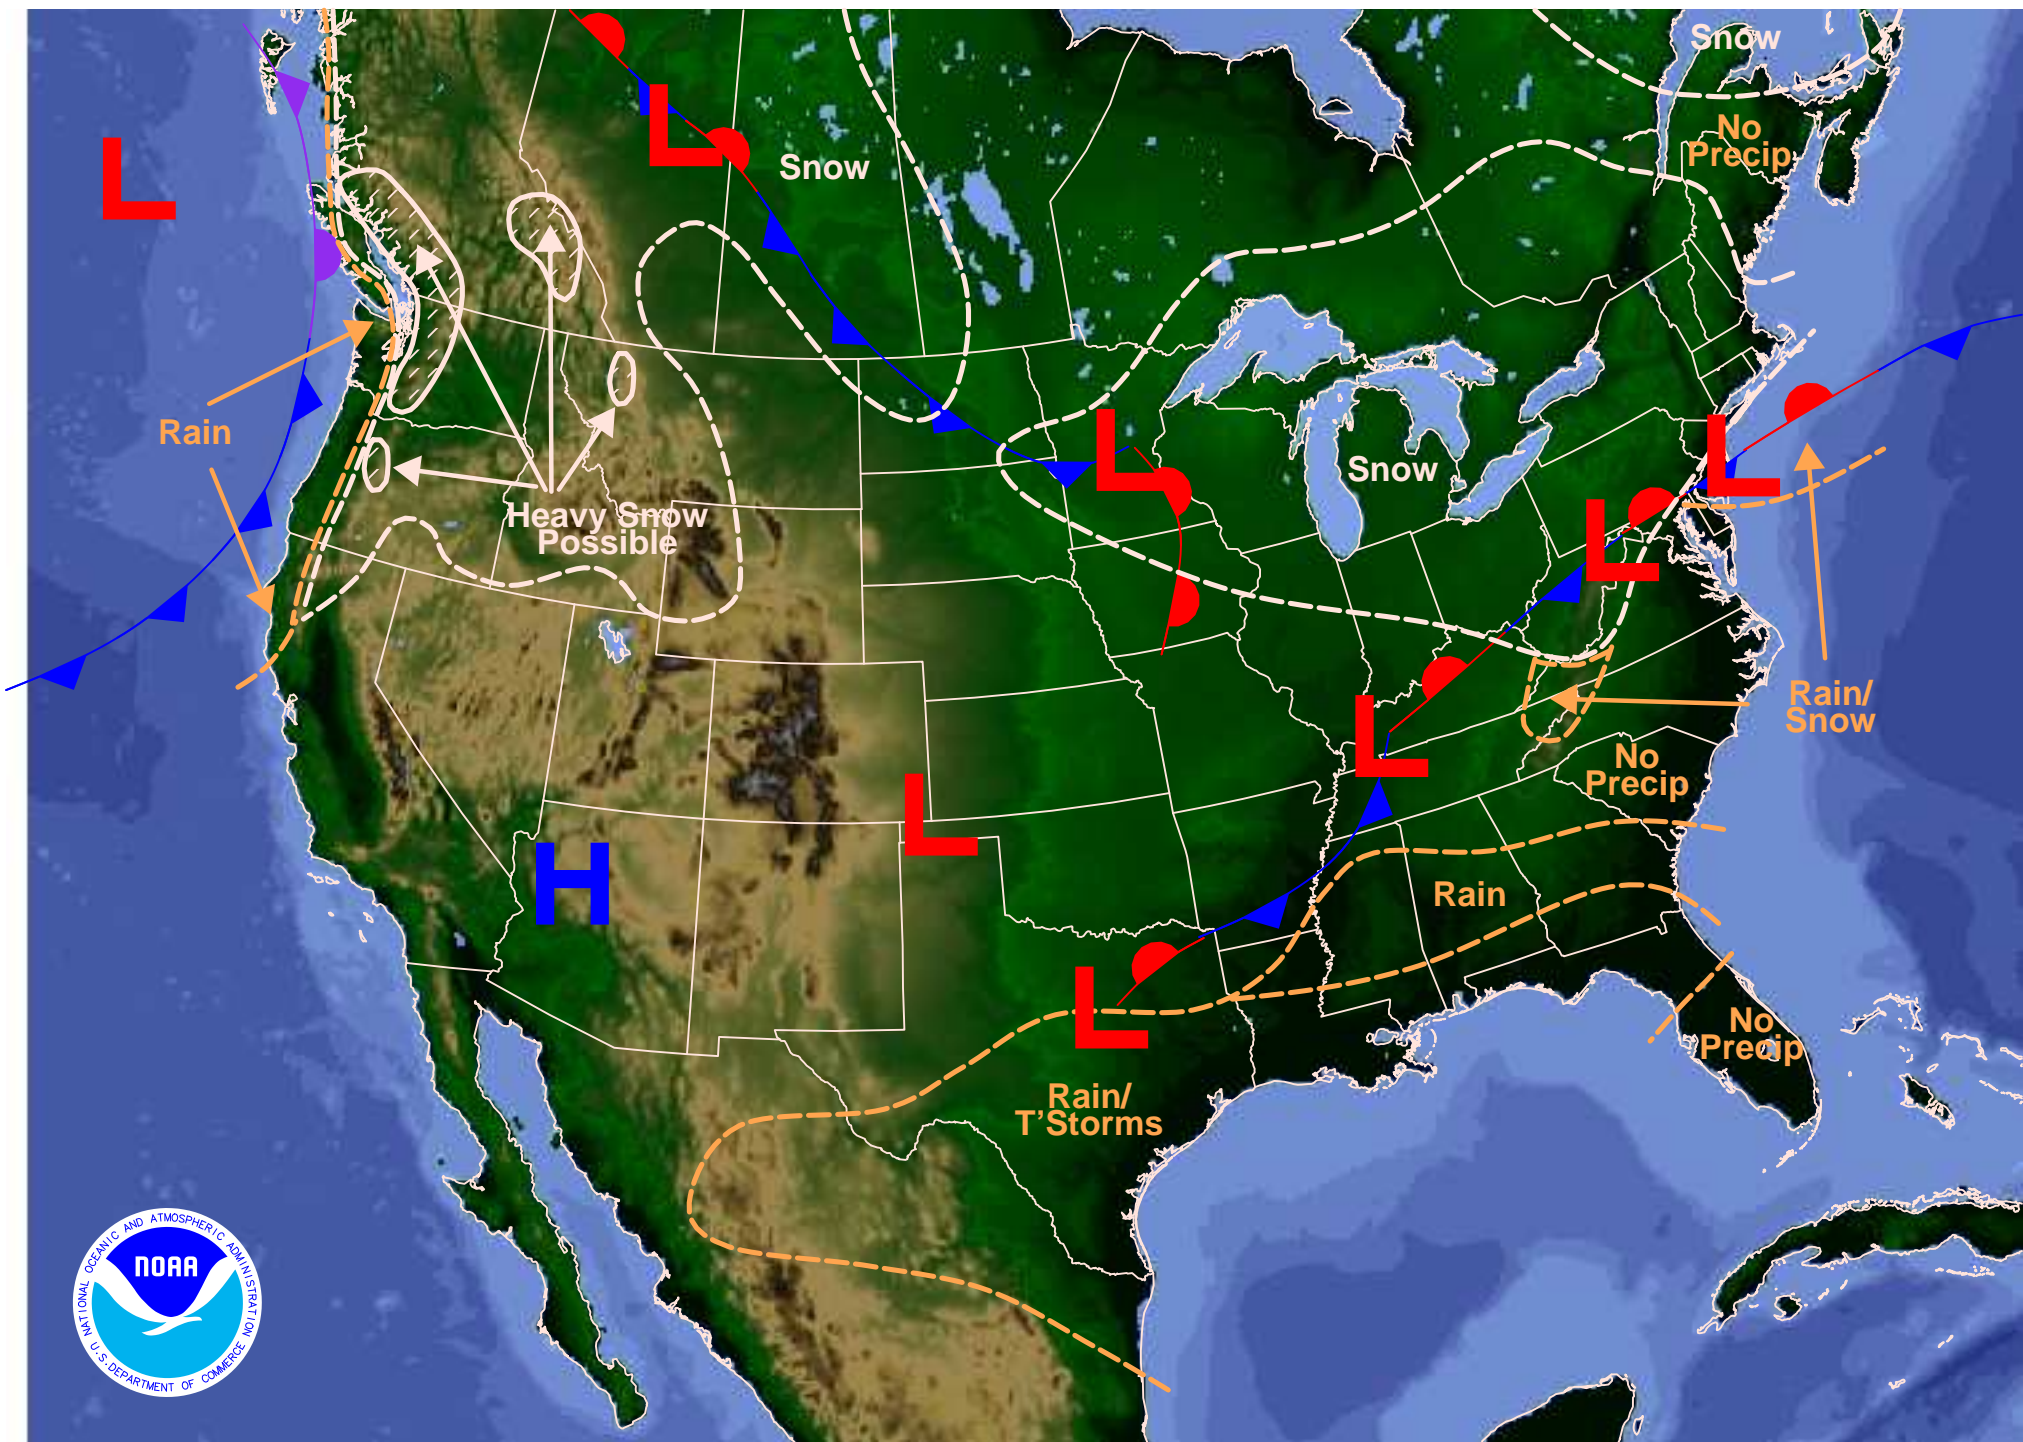 Snow
No
Precip
L
L
Snow
Rain
L
Snow
L
L
Heavy Snow
Possible
Rain/
Snow
L
No
Precip
L
H
Rain
L
No
Precip
Rain/
T'Storms
NATIONAL OCEANIC AND ATMOSPHERIC ADMINISTRATION
NOAA
U.S. DEPARTMENT OF COMMERCE